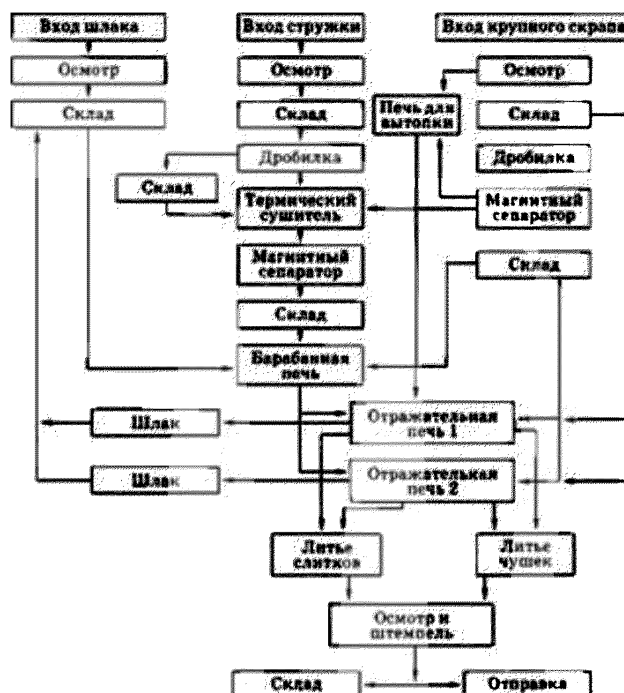 Вход шлака
Вход стружки
Вход крупного скрапа
Осмотр
Осмотр
Осмотр
Склад
Склад
Печь для
вытопки
Склад
Дробилка
Дробилка
Склад
Термический
сушитель
Магнитный
сепаратор
Магнитный
сепаратор
Склад
Склад
Барабанная
печь
Шлак
Отражательная
печь 1
Шлак
Отражательная
печь 2
Литье
слитков
Литье
чушек
Осмотр и
штемпель
Склад
Отправка